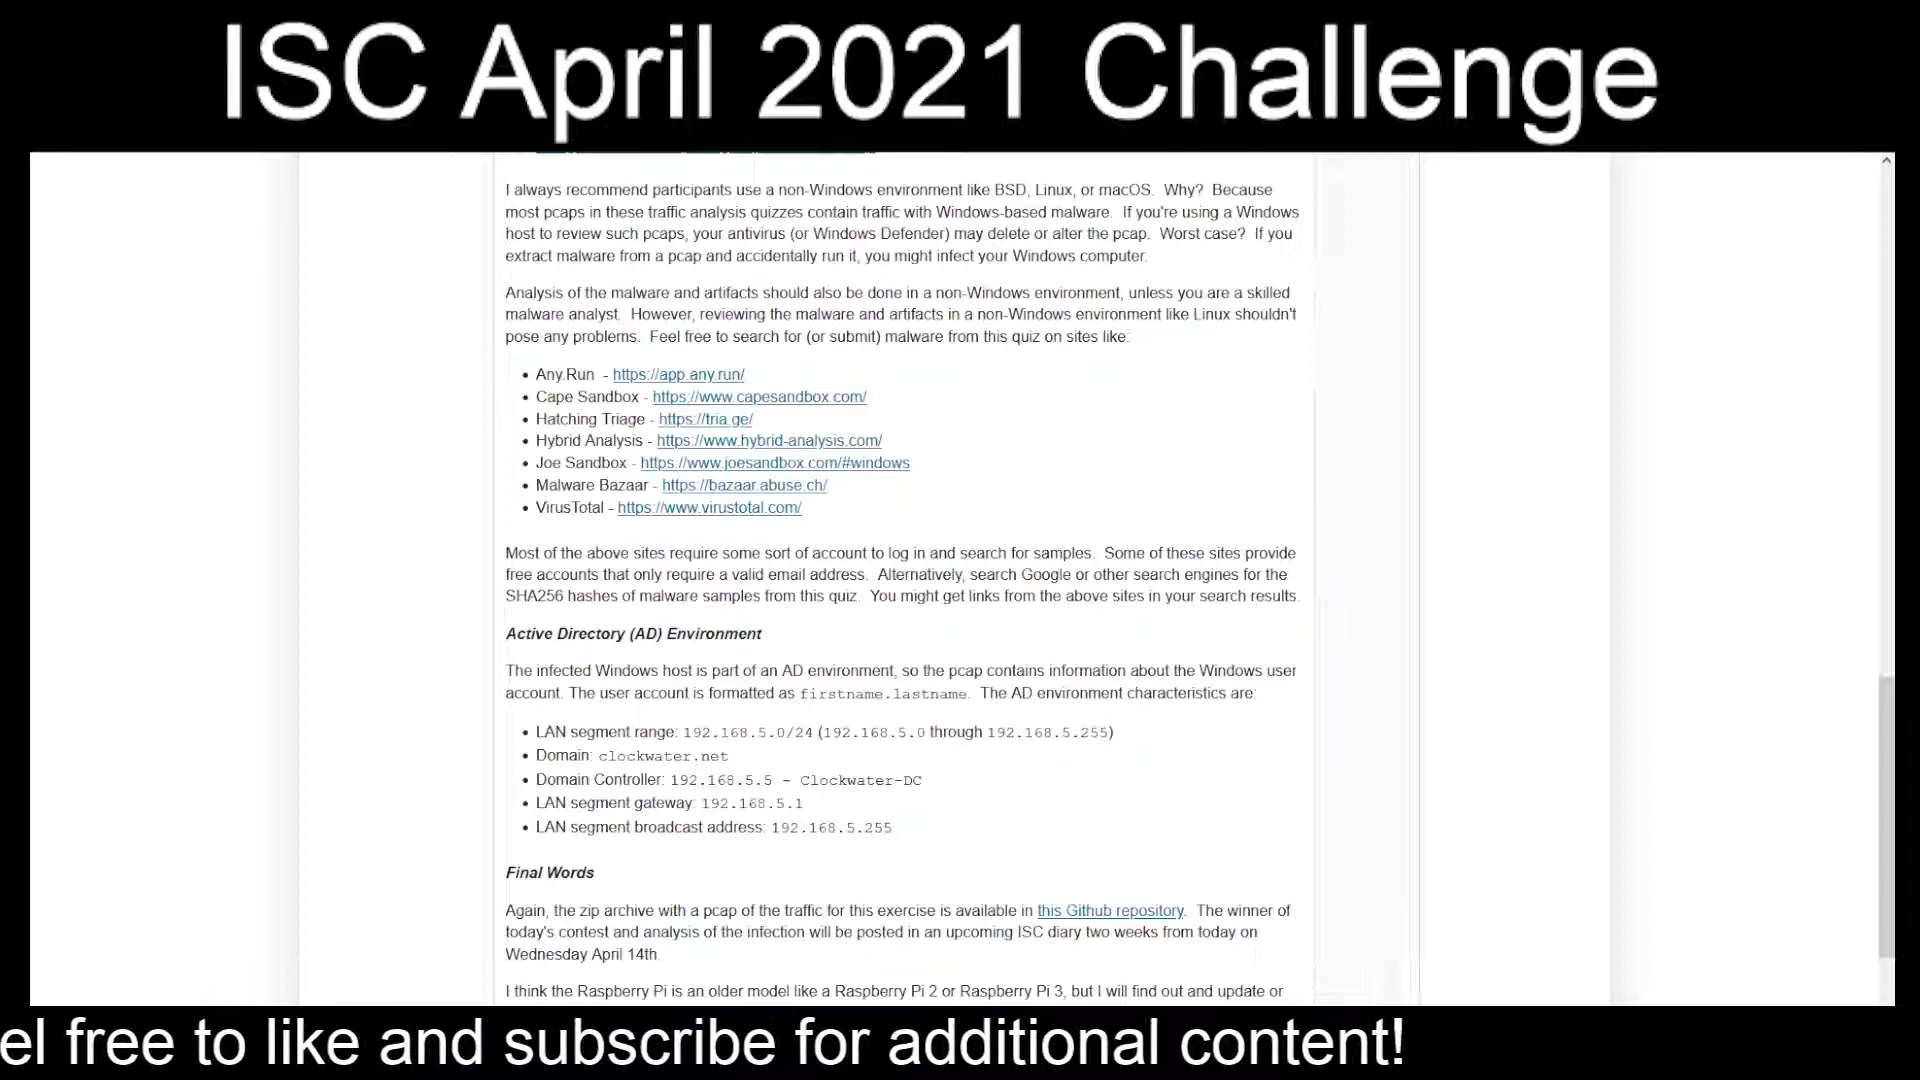 ISC April 2021 Challenge
I always recommend participants use a non-Windows environment like BSD, Linux, or macOS.  Why?  Because
most pcaps in these traffic analysis quizzes contain traffic with Windows-based malware.  If you're using a Windows
host to review such pcaps, your antivirus (or Windows Defender) may delete or alter the pcap.  Worst case?  If you
extract malware from a pcap and accidentally run it, you might infect your Windows computer.
Analysis of the malware and artifacts should also be done in a non-Windows environment, unless you are a skilled
malware analyst.  However, reviewing the malware and artifacts in a non-Windows environment like Linux shouldn't
pose any problems.  Feel free to search for (or submit) malware from this quiz on sites like:
• Any.Run  - https://app.any.run/
• Cape Sandbox - https://www.capesandbox.com/
• Hatching Triage - https://tria.ge/
• Hybrid Analysis - https://www.hybrid-analysis.com/
• Joe Sandbox - https://www.joesandbox.com/#windows
• Malware Bazaar - https://bazaar.abuse.ch/
• VirusTotal - https://www.virustotal.com/
Most of the above sites require some sort of account to log in and search for samples.  Some of these sites provide
free accounts that only require a valid email address.  Alternatively, search Google or other search engines for the
SHA256 hashes of malware samples from this quiz.  You might get links from the above sites in your search results.
Active Directory (AD) Environment
The infected Windows host is part of an AD environment, so the pcap contains information about the Windows user
account. The user account is formatted as firstname.lastname.  The AD environment characteristics are:
• LAN segment range: 192.168.5.0/24 (192.168.5.0 through 192.168.5.255)
• Domain: clockwater.net
• Domain Controller: 192.168.5.5 - Clockwater-DC
• LAN segment gateway: 192.168.5.1
• LAN segment broadcast address: 192.168.5.255
Final Words
Again, the zip archive with a pcap of the traffic for this exercise is available in this Github repository.  The winner of
today's contest and analysis of the infection will be posted in an upcoming ISC diary two weeks from today on
Wednesday April 14th.
I think the Raspberry Pi is an older model like a Raspberry Pi 2 or Raspberry Pi 3, but I will find out and update or
el free to like and subscribe for additional content!